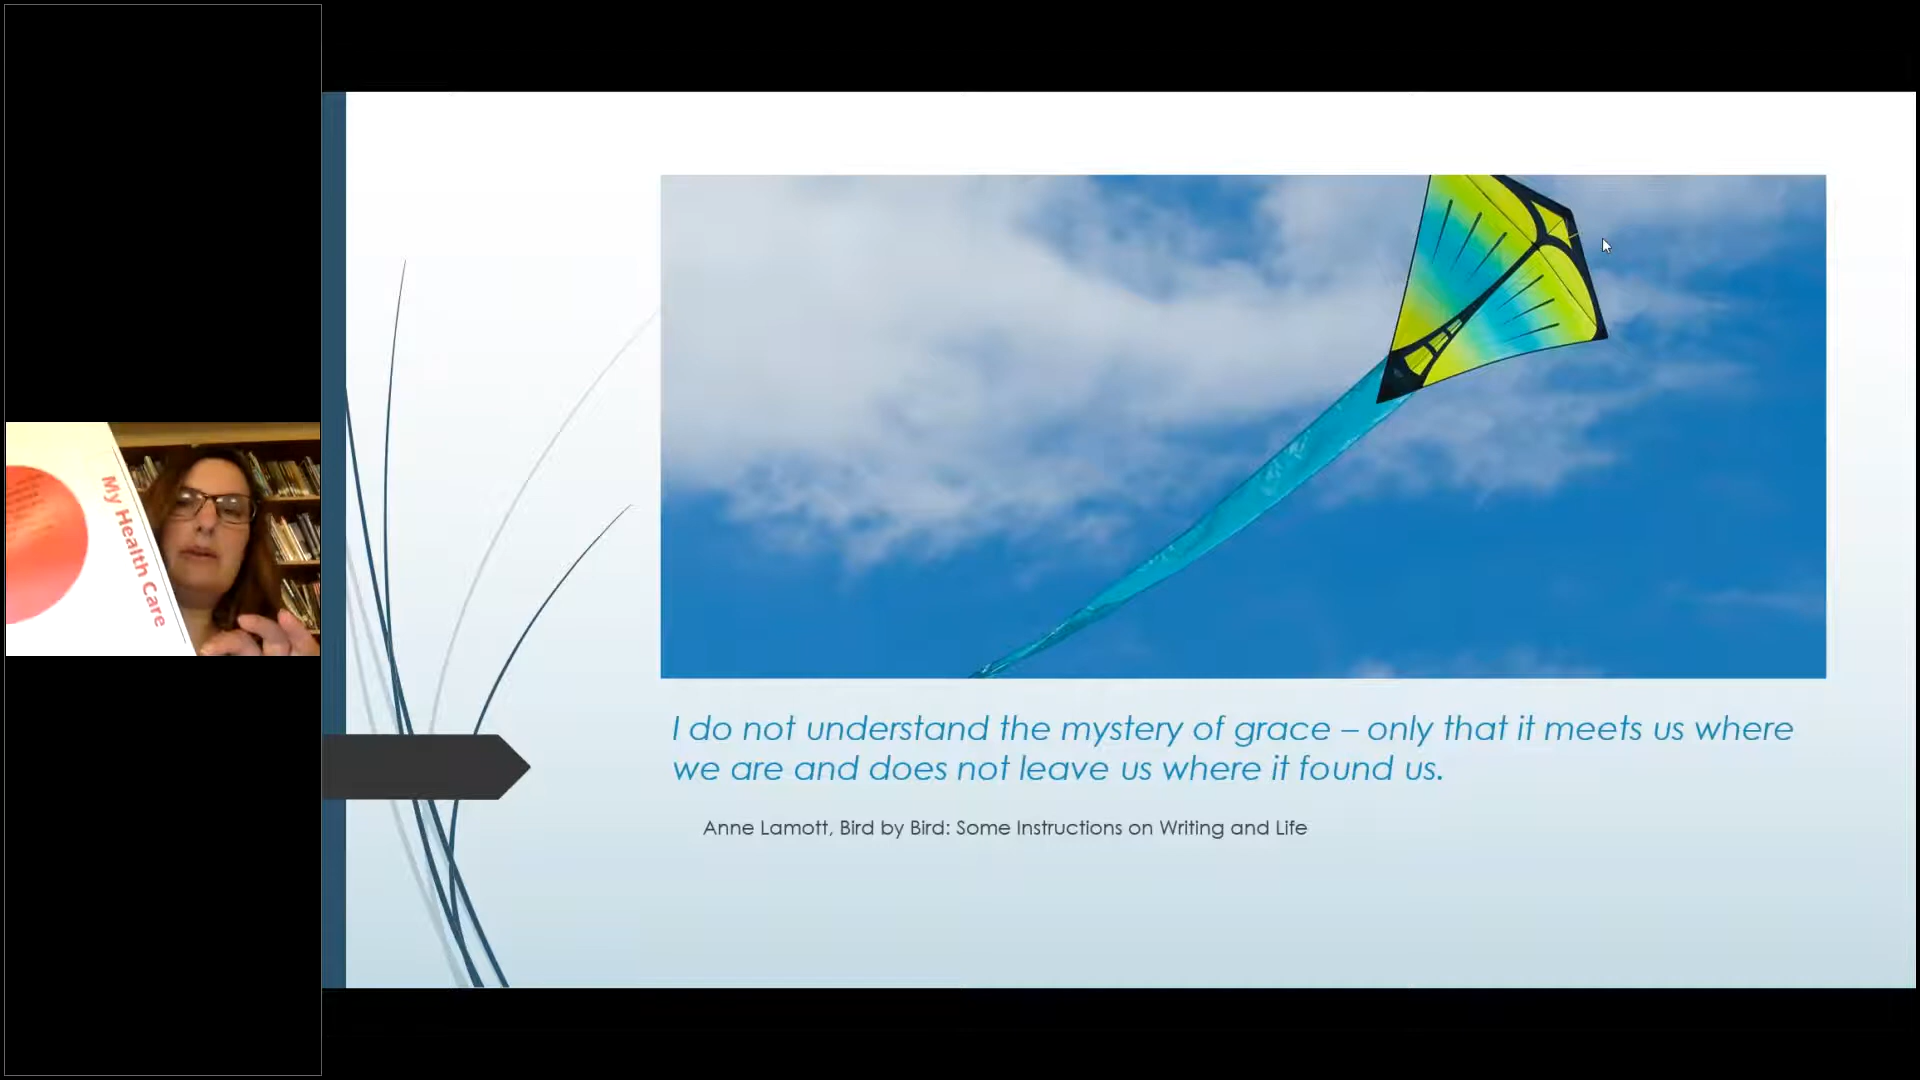 My Health Care
I do not understand the mystery of grace – only that it meets us where
we are and does not leave us where it found us.
Anne Lamott, Bird by Bird: Some Instructions on Writing and Life